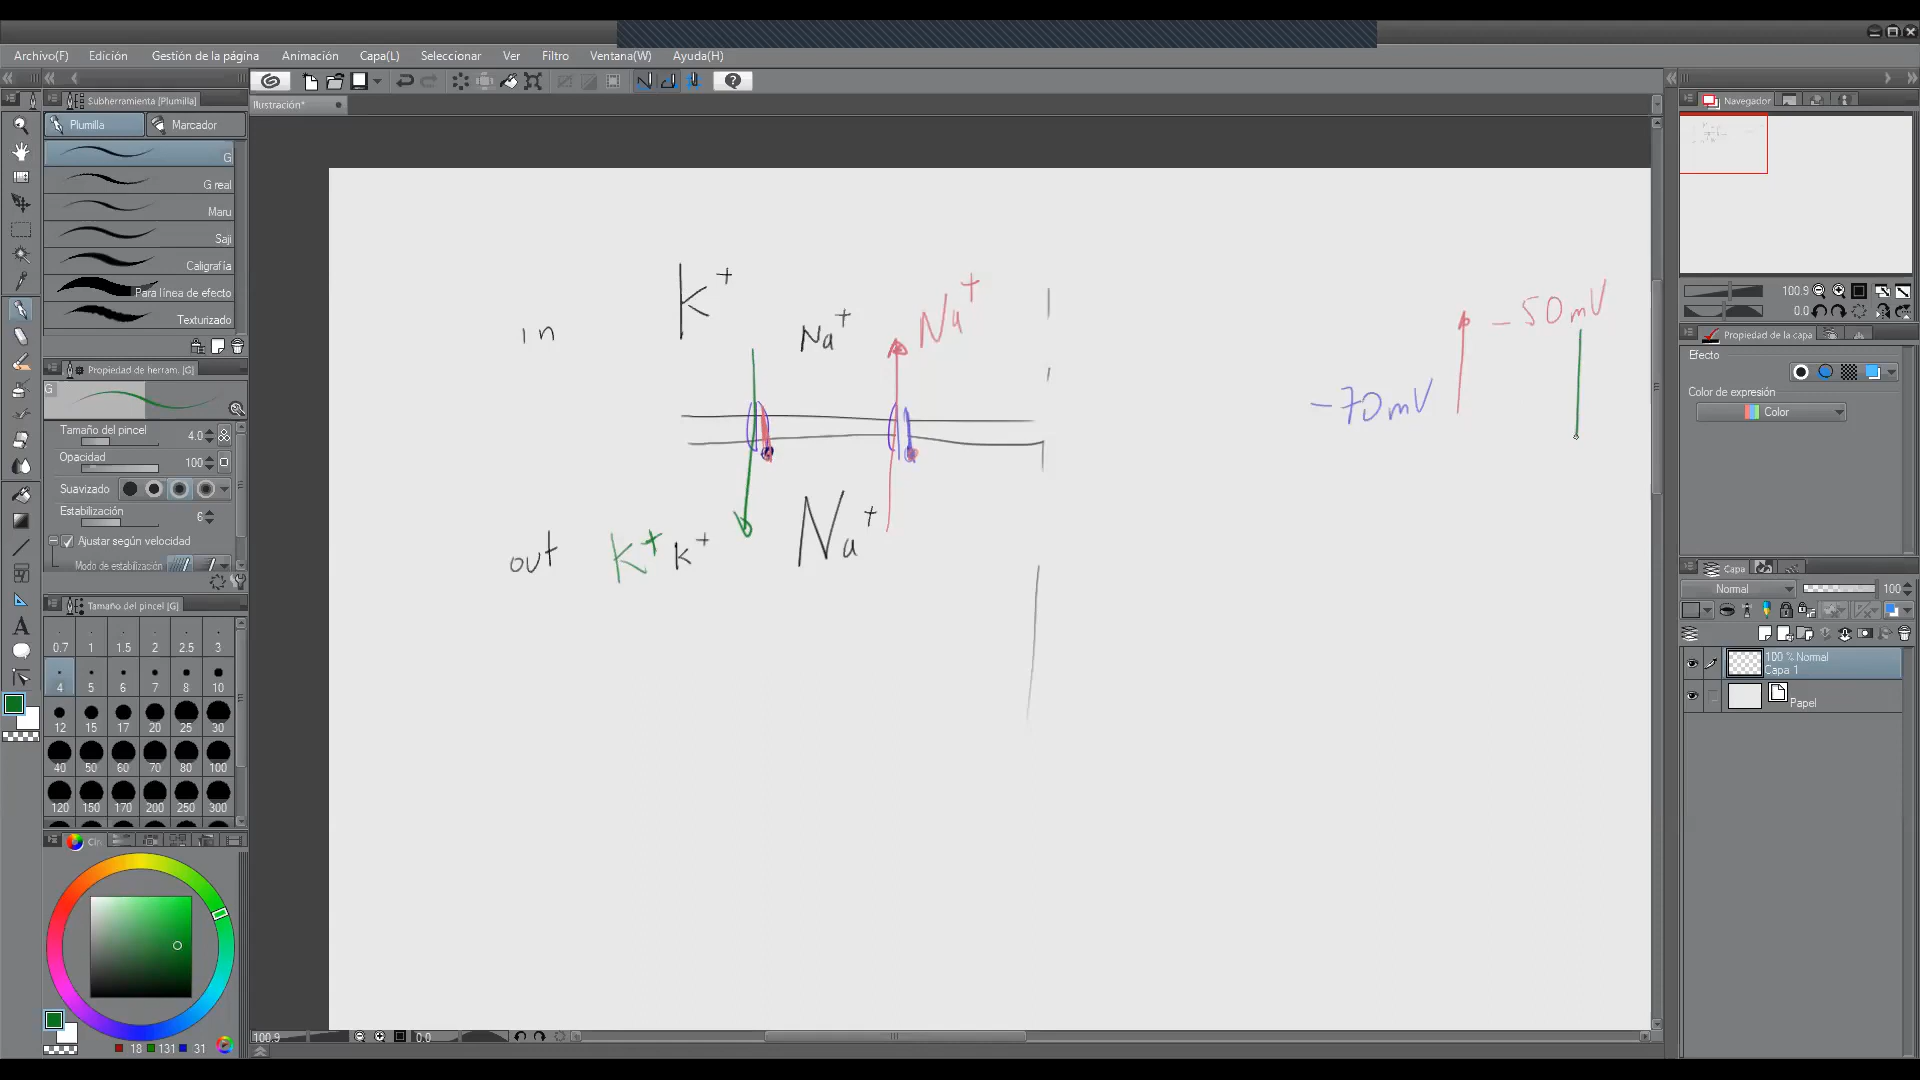 Archivo(F) Edición Gestión de la página Animación Capa(L) Seleccionar Ver Filtro Ventana(W) Ayuda(H)
Subherramienta [Plumilla]
Plumilla Marcador
G
G real
Maru
Saji
Caligrafía
Para línea de efecto
Texturizado
Propiedad de herram. [G]
G
Tamaño del pincel 4.0
Opacidad 100
Suavizado
Estabilización 6
Ajustar según velocidad
Modo de estabilización
Tamaño del pincel [G]
0.7 1 1.5 2 2.5 3
4 5 6 7 8 10
12 15 17 20 25 30
40 50 60 70 80 100
120 150 170 200 250 300
18 131 31
Ilustración*
K+
in Na+ Na+
out K+ K+ Na+
-50mV
-70mV
100.9 0.0
Navegador
100.9
0.0
Propiedad de la capa
Efecto
Color de expresión
Color
Capa
Normal 100
100 % Normal
Capa 1
Papel